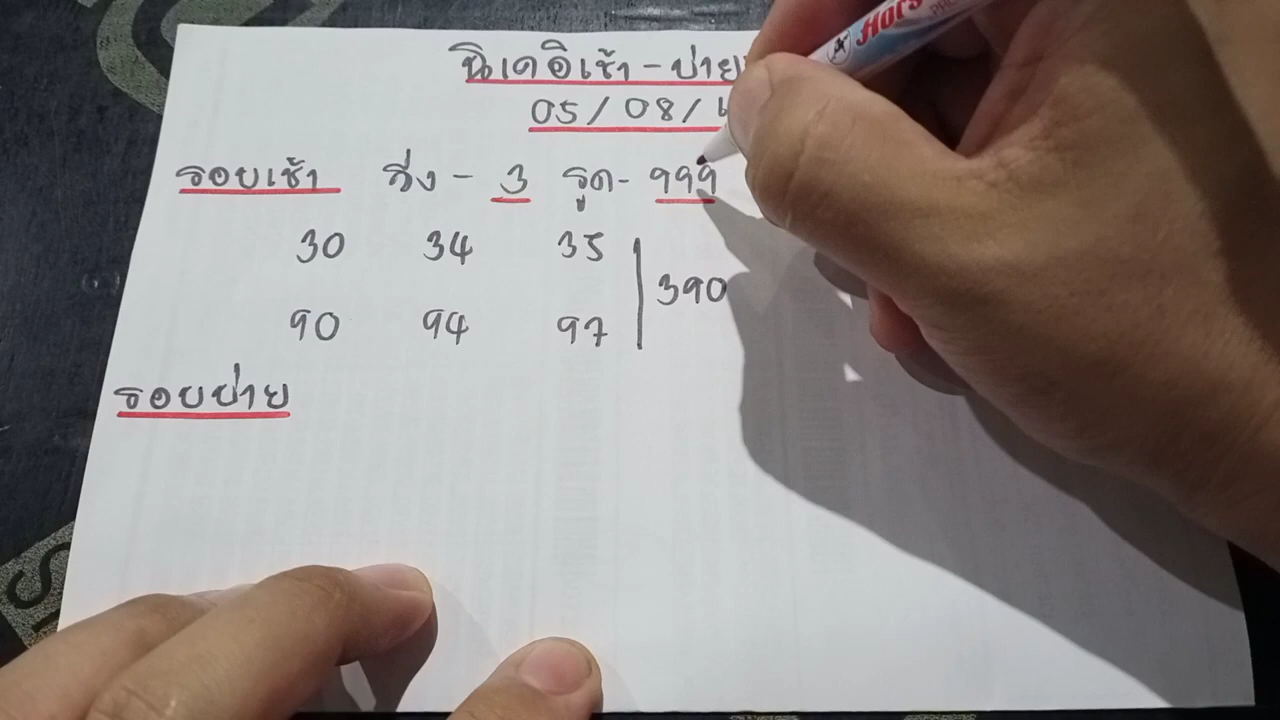 นิเคอิเช้า - บ่าย
05/08/
รอบเช้า วิ่ง - 3 รูด - 999
30 34 35
390
90 94 97
รอบบ่าย
Hors